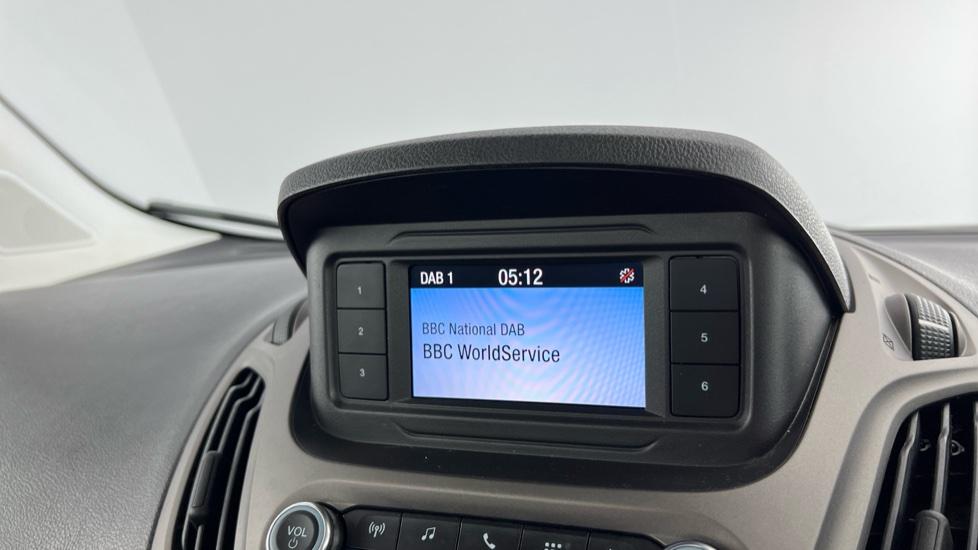 DAB 1 05:12
BBC National DAB
BBC WorldService
1
2
3
4
5
6
VOL